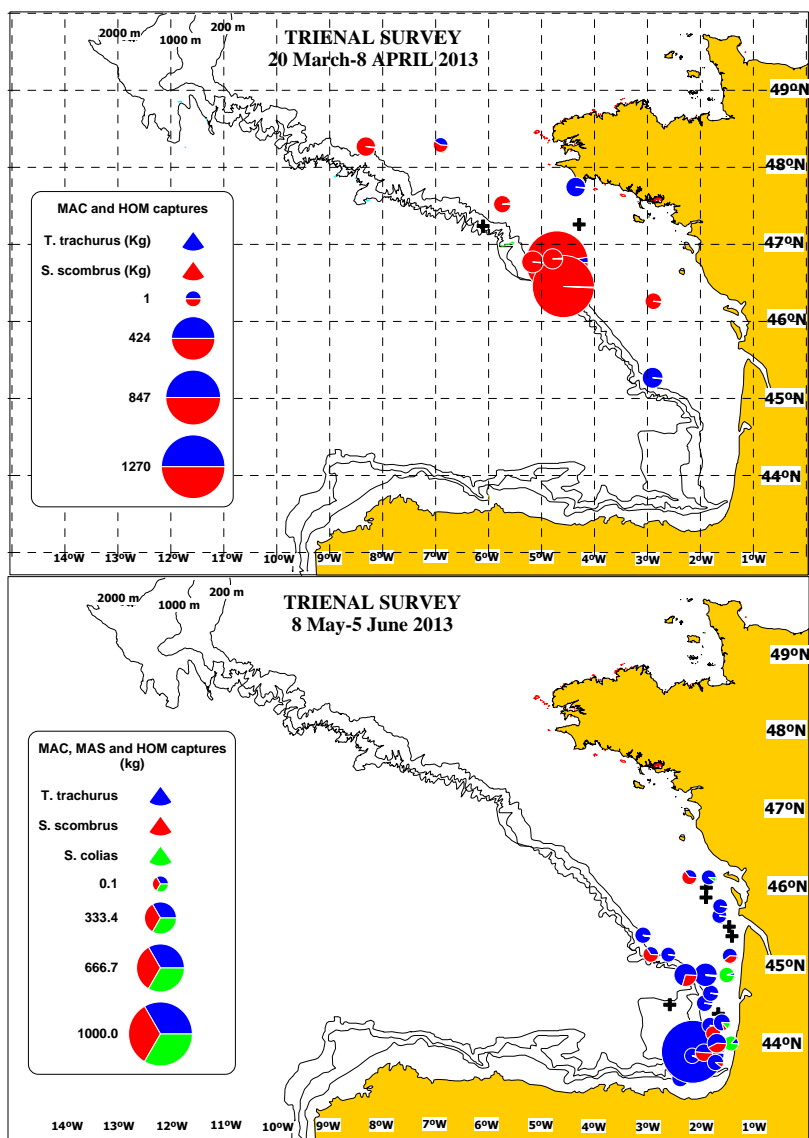 2000 m
1000 m
200 m
TRIENAL SURVEY
20 March-8 APRIL 2013
49ºN
48ºN
47ºN
46ºN
45ºN
44ºN
MAC and HOM captures
T. trachurus (Kg)
S. scombrus (Kg)
1
424
847
1270
14ºW 13ºW 12ºW 11ºW 10ºW 9ºW 8ºW 7ºW 6ºW 5ºW 4ºW 3ºW 2ºW 1ºW
2000 m
1000 m
200 m
TRIENAL SURVEY
8 May-5 June 2013
49ºN
48ºN
47ºN
46ºN
45ºN
44ºN
MAC, MAS and HOM captures
(kg)
T. trachurus
S. scombrus
S. colias
0.1
333.4
666.7
1000.0
14ºW 13ºW 12ºW 11ºW 10ºW 9ºW 8ºW 7ºW 6ºW 5ºW 4ºW 3ºW 2ºW 1ºW